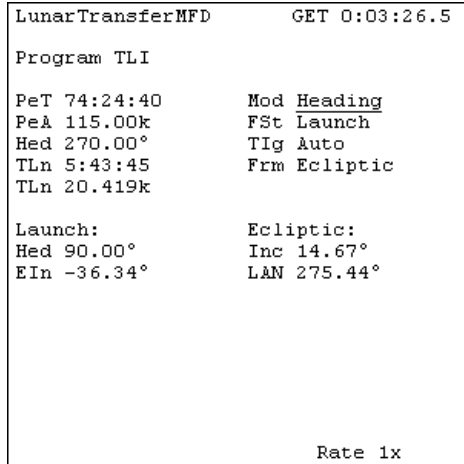 LunarTransferMFD GET 0:03:26.5
Program TLI
PeT 74:24:40 Mod Heading
PeA 115.00k FSt Launch
Hed 270.00° TIg Auto
TLn 5:43:45 Frm Ecliptic
TLn 20.419k
Launch: Ecliptic:
Hed 90.00° Inc 14.67°
EIn -36.34° LAN 275.44°
Rate 1x